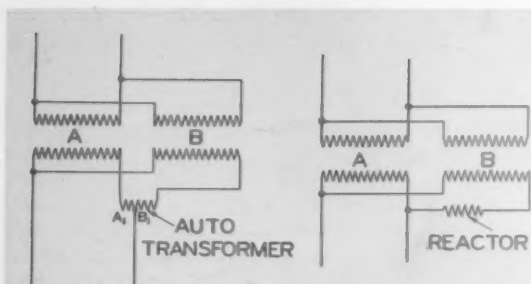 A B
A₁ B₁
AUTO
TRANSFORMER
A B
REACTOR